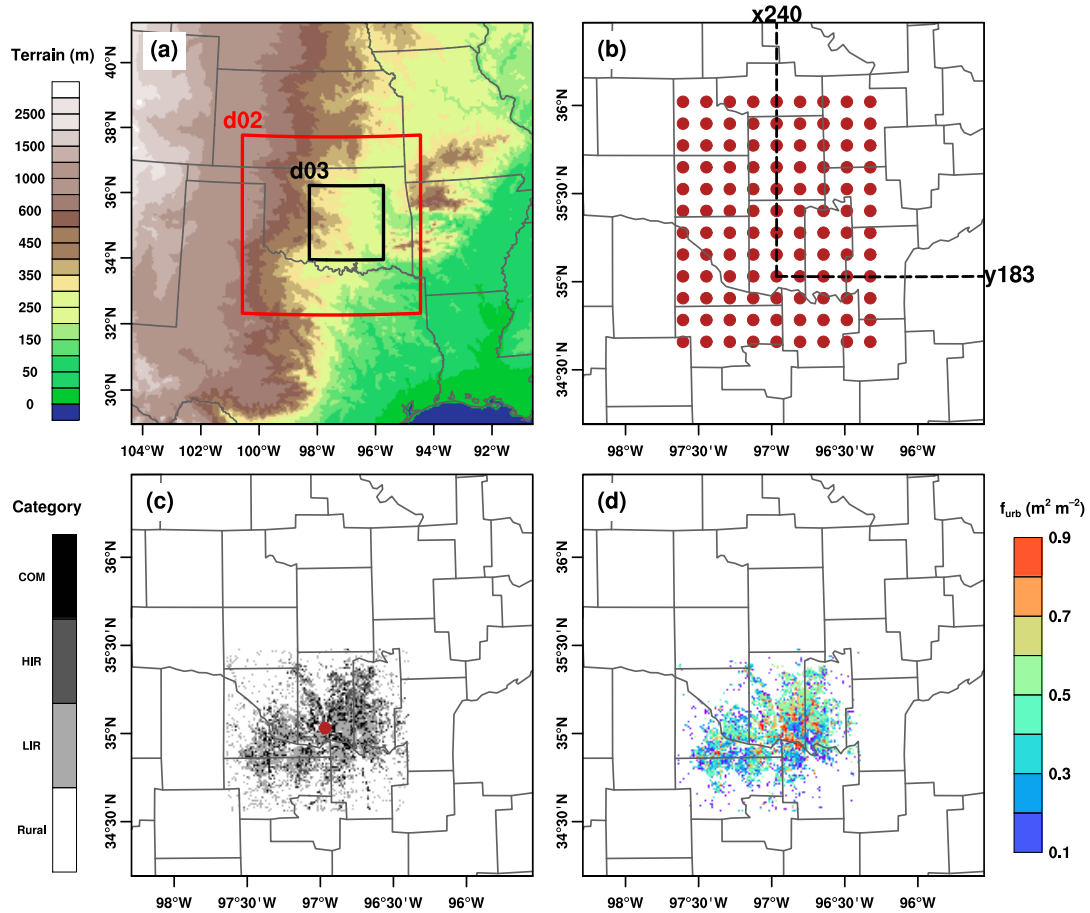 Terrain (m)
2500
1500
1000
600
450
350
250
150
50
0
(a)
d02
d03
40°N
38°N
36°N
34°N
32°N
30°N
104°W
102°W
100°W
98°W
96°W
94°W
92°W
x240
(b)
y183
36°N
35°30'N
35°N
34°30'N
98°W
97°30'W
97°W
96°30'W
96°W
Category
COM
HIR
LIR
Rural
(c)
36°N
35°30'N
35°N
34°30'N
98°W
97°30'W
97°W
96°30'W
96°W
(d)
36°N
35°30'N
35°N
34°30'N
98°W
97°30'W
97°W
96°30'W
96°W
f_urb (m² m⁻²)
0.9
0.7
0.5
0.3
0.1